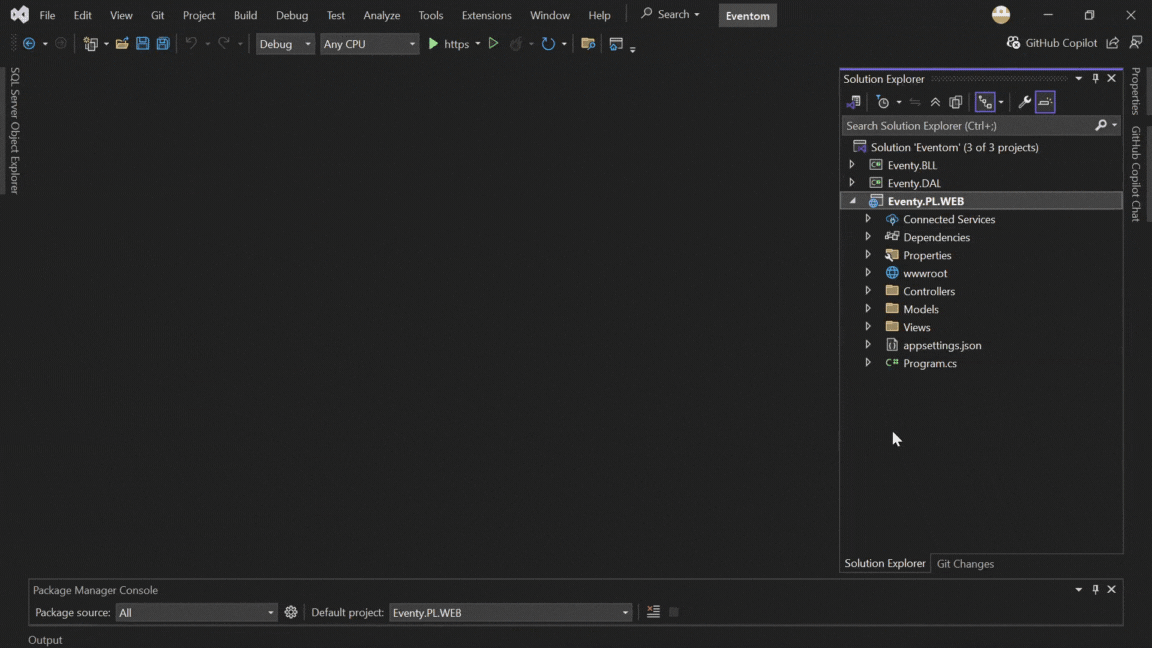 File Edit View Git Project Build Debug Test Analyze Tools Extensions Window Help Search Eventom
Debug Any CPU https GitHub Copilot
SQL Server Object Explorer
Solution Explorer
Search Solution Explorer (Ctrl+;)
Solution 'Eventom' (3 of 3 projects)
C# Eventy.BLL
C# Eventy.DAL
Eventy.PL.WEB
Connected Services
Dependencies
Properties
wwwroot
Controllers
Models
Views
appsettings.json
C# Program.cs
Solution Explorer Git Changes
Properties
GitHub Copilot Chat
Package Manager Console
Package source: All Default project: Eventy.PL.WEB
Output